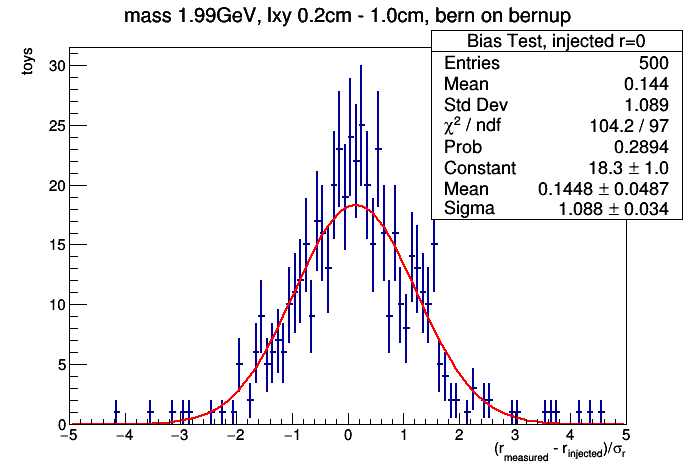 mass 1.99GeV, lxy 0.2cm - 1.0cm, bern on bernup
Bias Test, injected r=0
Entries 500
Mean 0.144
Std Dev 1.089
χ² / ndf 104.2 / 97
Prob 0.2894
Constant 18.3 ± 1.0
Mean 0.1448 ± 0.0487
Sigma 1.088 ± 0.034
toys
30
25
20
15
10
5
0
−5 −4 −3 −2 −1 0 1 2 3 4 5
(r_measured - r_injected)/σ_r